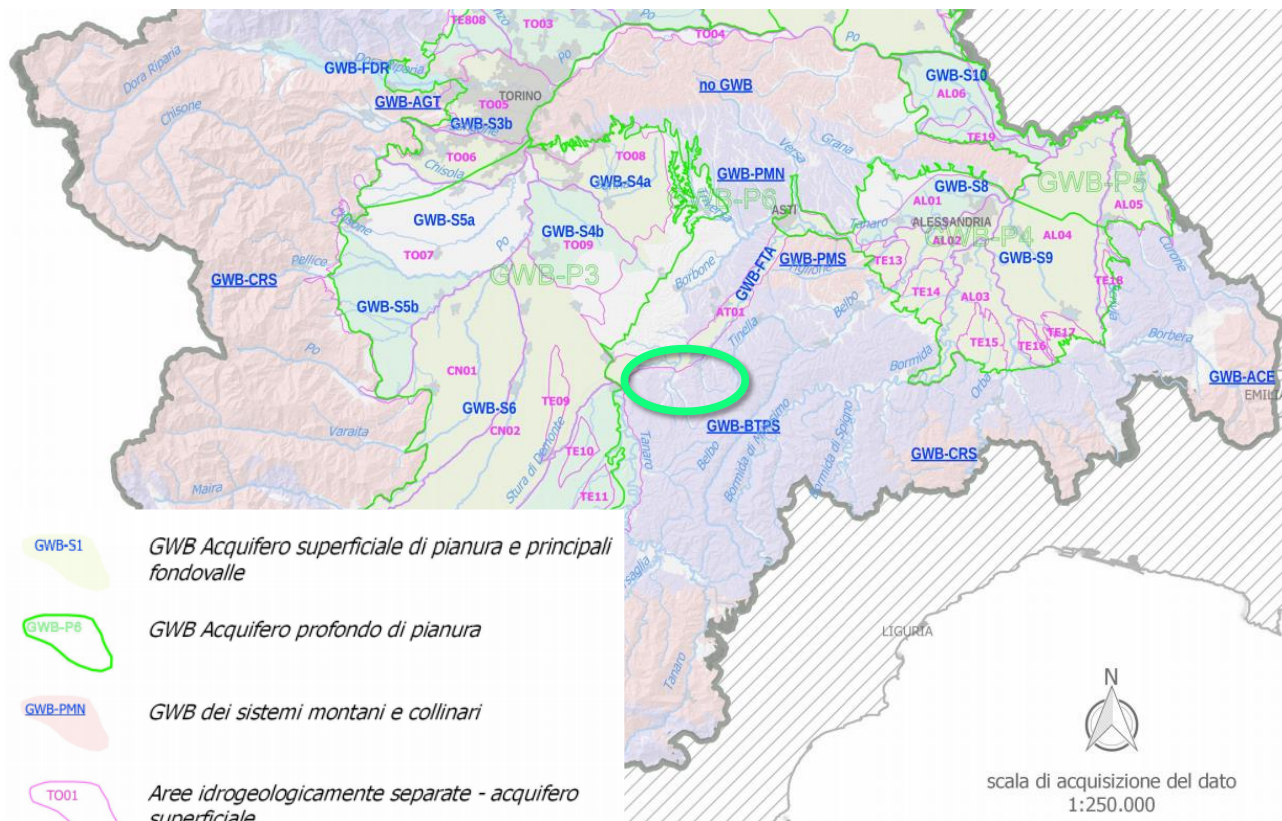 TE808
TO03
Po
TO04
Po
Dora Riparia
GWB-FDR
Dora Riparia
TORINO
no GWB
GWB-S10
AL06
Chisone
GWB-AGT
TO05
GWB-S3b
TE19
TO06
Chisola
TO08
Versa
Grana
GWB-S4a
GWB-PMN
GWB-P6
GWB-S8
GWB-P5
AL01
GWB-S5a
GWB-S4b
ASTI
Tanaro
ALESSANDRIA
AL05
TO09
AL02
GWB-P4
AL04
TO07
Po
GWB-P3
Borbone
GWB-FTA
GWB-PMS
TE13
GWB-S9
Curone
Pellice
GWB-CRS
TE14
TE18
GWB-S5b
AT01
Tinella
Belbo
AL03
Po
Bormida
TE15
TE16
TE17
Borbera
CN01
Orba
GWB-ACE
GWB-S6
TE09
EMILIA
Varaita
CN02
GWB-BTPS
Tanaro
Belbo
TE10
GWB-CRS
Maira
Stura di Demonte
TE11
GWB-S1
GWB Acquifero superficiale di pianura e principali
fondovalle
GWB-P6
GWB Acquifero profondo di pianura
LIGURIA
Tanaro
GWB-PMN
GWB dei sistemi montani e collinari
N
scala di acquisizione del dato
1:250.000
TO01
Aree idrogeologicamente separate - acquifero
superficiale